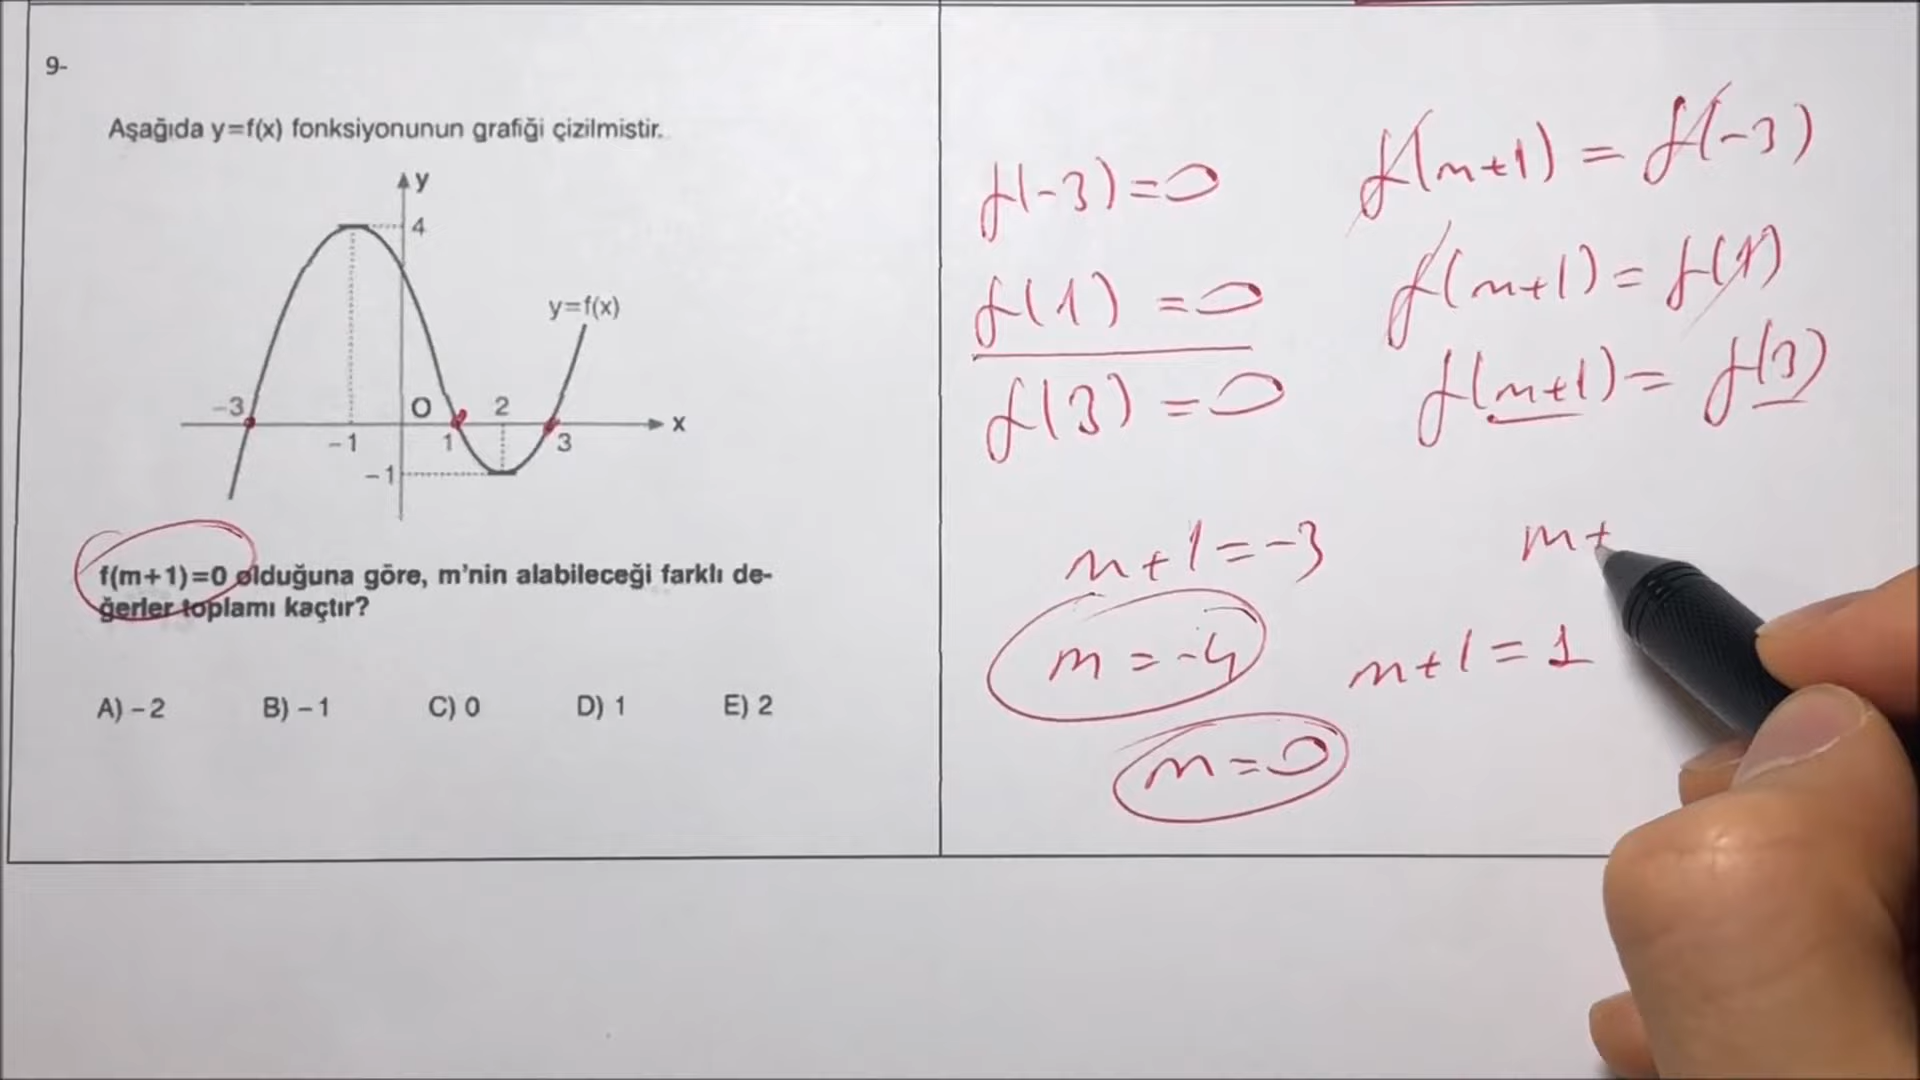 9-
Aşağıda y=f(x) fonksiyonunun grafiği çizilmistir.
y
4
y=f(x)
-3
O
2
x
-1
1
3
-1
f(m+1)=0 olduğuna göre, m'nin alabileceği farklı de-
ğerler toplamı kaçtır?
A) -2 B) -1 C) 0 D) 1 E) 2
f(-3)=0
f(1)=0
f(3)=0
f(m+1)=f(-3)
f(m+1)=f(1)
f(m+1)=f(3)
m+1=-3
m=-4
m+1=1
m=0
m+